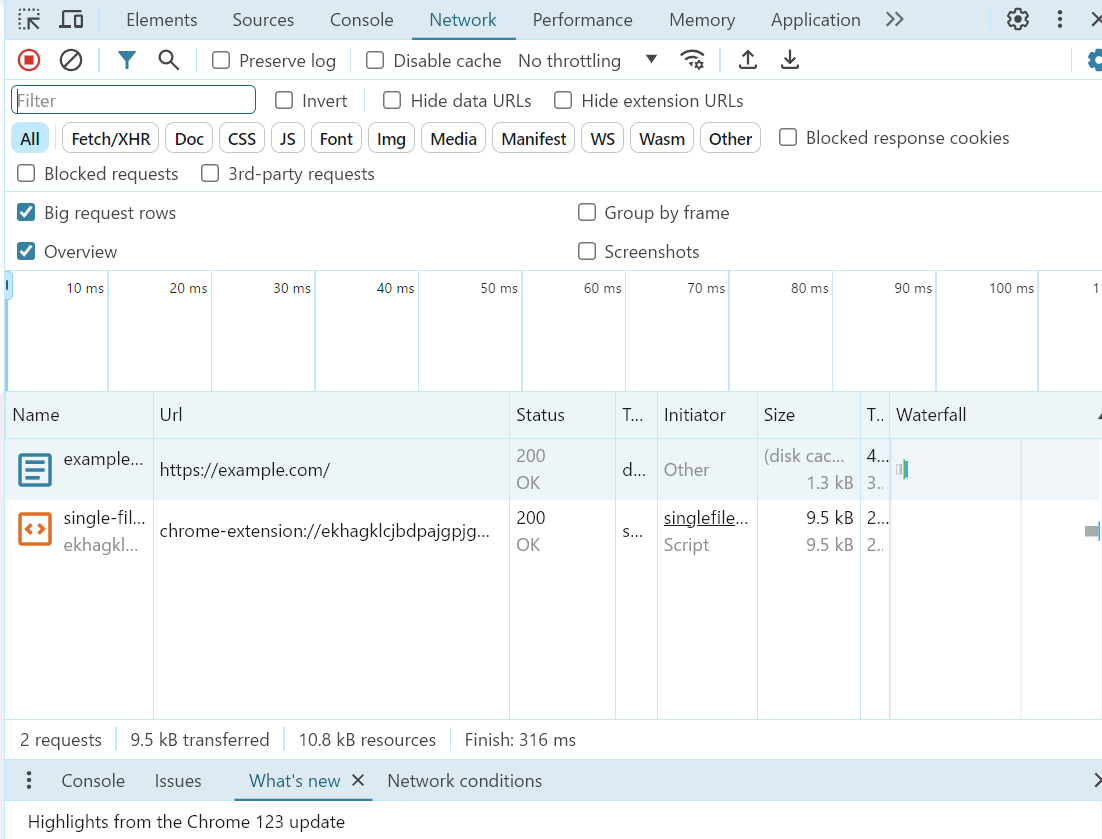 Elements Sources Console Network Performance Memory Application
Preserve log Disable cache No throttling
Filter Invert Hide data URLs Hide extension URLs
All Fetch/XHR Doc CSS JS Font Img Media Manifest WS Wasm Other Blocked response cookies
Blocked requests 3rd-party requests
Big request rows Group by frame
Overview Screenshots
10 ms 20 ms 30 ms 40 ms 50 ms 60 ms 70 ms 80 ms 90 ms 100 ms
Name Url Status T... Initiator Size T.. Waterfall
example... https://example.com/ 200 d... Other (disk cac... 4...
OK 1.3 kB 3..
single-fil... chrome-extension://ekhagklcjbdpajgpjg... 200 s... singlefile... 9.5 kB 2...
ekhagkl... OK Script 9.5 kB 2..
2 requests 9.5 kB transferred 10.8 kB resources Finish: 316 ms
Console Issues What's new Network conditions
Highlights from the Chrome 123 update